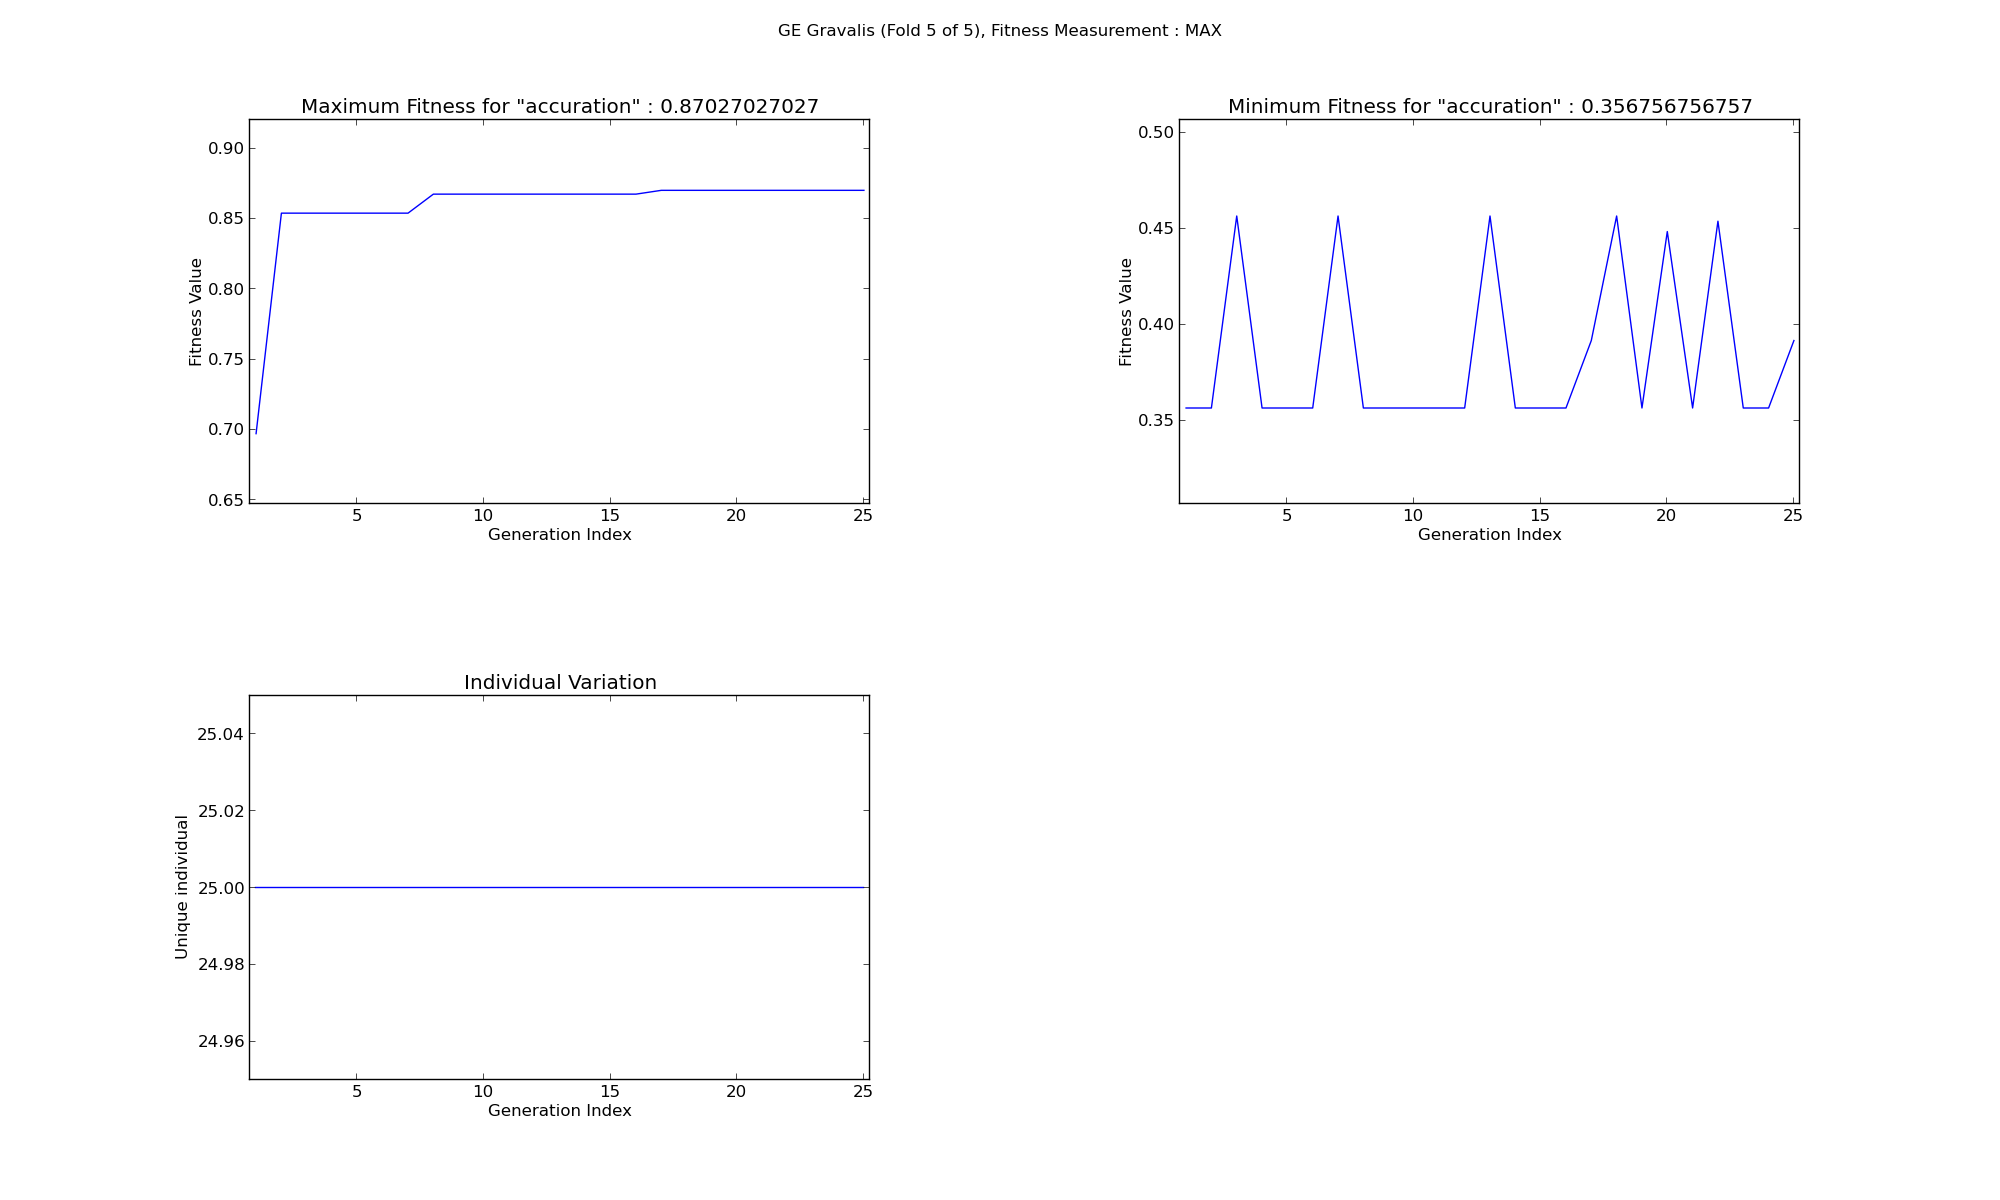 GE Gravalis (Fold 5 of 5), Fitness Measurement : MAX
Maximum Fitness for "accuration" : 0.87027027027
0.90
0.85
0.80
0.75
0.70
0.65
Fitness Value
5 10 15 20 25
Generation Index
Minimum Fitness for "accuration" : 0.356756756757
0.50
0.45
0.40
0.35
Fitness Value
5 10 15 20 25
Generation Index
Individual Variation
25.04
25.02
25.00
24.98
24.96
Unique individual
5 10 15 20 25
Generation Index